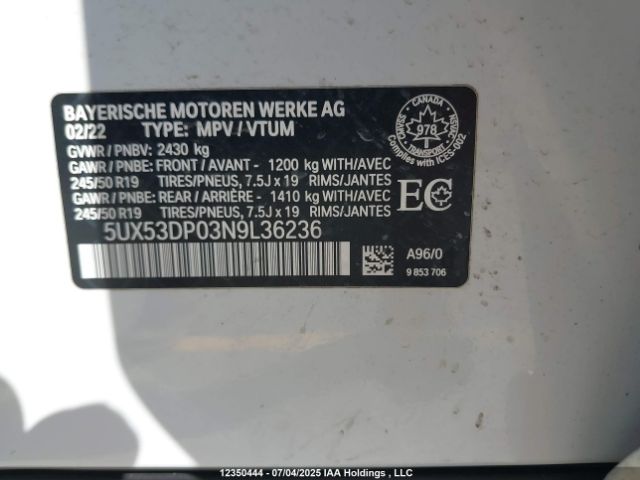 BAYERISCHE MOTOREN WERKE AG
02/22 TYPE: MPV / VTUM
GVWR / PNBV: 2430 kg
GAWR / PNBE: FRONT / AVANT - 1200 kg WITH/AVEC
245/50 R19 TIRES/PNEUS, 7.5J x 19 RIMS/JANTES
GAWR / PNBE: REAR / ARRIÈRE - 1410 kg WITH/AVEC
245/50 R19 TIRES/PNEUS, 7.5J x 19 RIMS/JANTES
5UX53DP03N9L36236
CANADA
978
TRANSPORT
Complies with ICES-002
EC
A96/0
9 853 706
12350444 - 07/04/2025 IAA Holdings , LLC